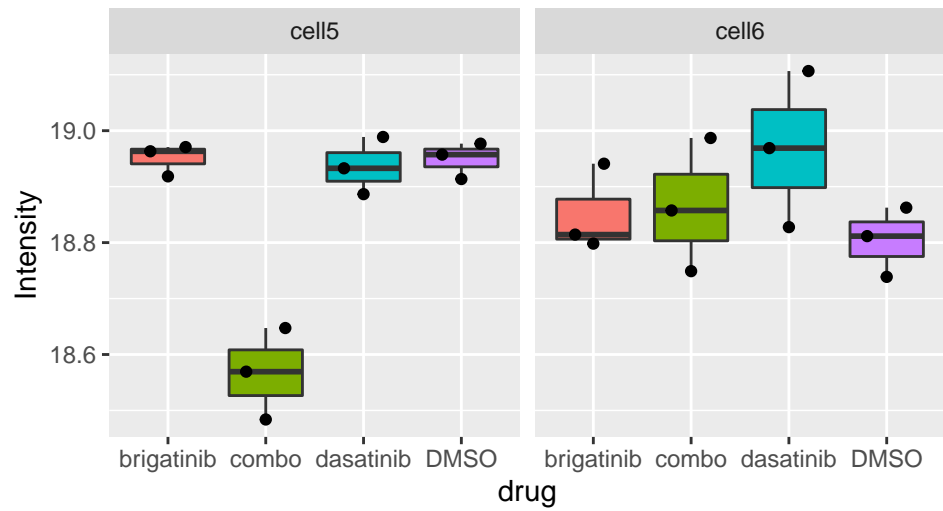 cell5 cell6
Intensity
19.0
18.8
18.6
brigatinib combo dasatinib DMSO brigatinib combo dasatinib DMSO
drug